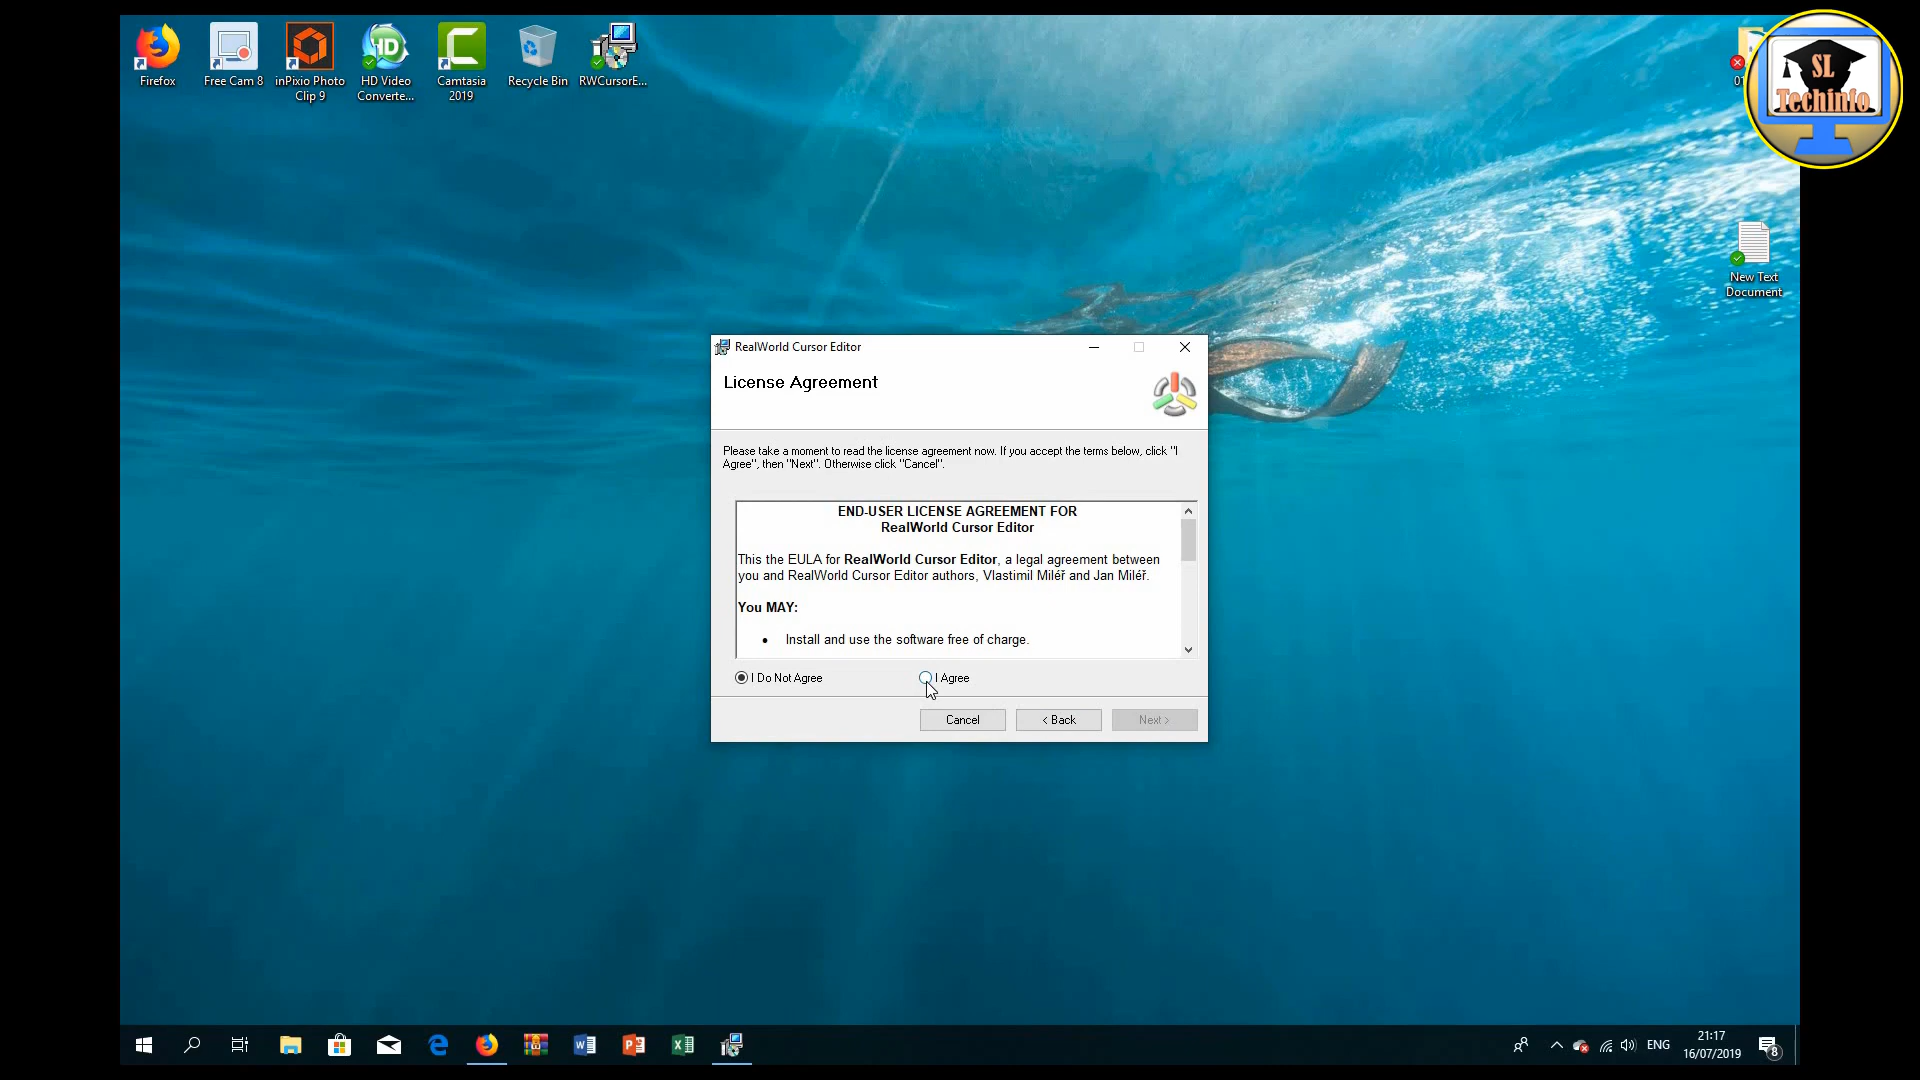 Firefox
Free Cam 8
inPixio Photo
Clip 9
HD Video
Converte...
Camtasia
2019
Recycle Bin
RWCursorE...
SL
Techinfo
New Text
Document
RealWorld Cursor Editor
License Agreement
Please take a moment to read the license agreement now. If you accept the terms below, click "I
Agree", then "Next". Otherwise click "Cancel".
END-USER LICENSE AGREEMENT FOR
RealWorld Cursor Editor
This the EULA for RealWorld Cursor Editor, a legal agreement between
you and RealWorld Cursor Editor authors, Vlastimil Miléř and Jan Miléř.
You MAY:
• Install and use the software free of charge.
I Do Not Agree
I Agree
Cancel
< Back
Next >
ENG
21:17
16/07/2019
8